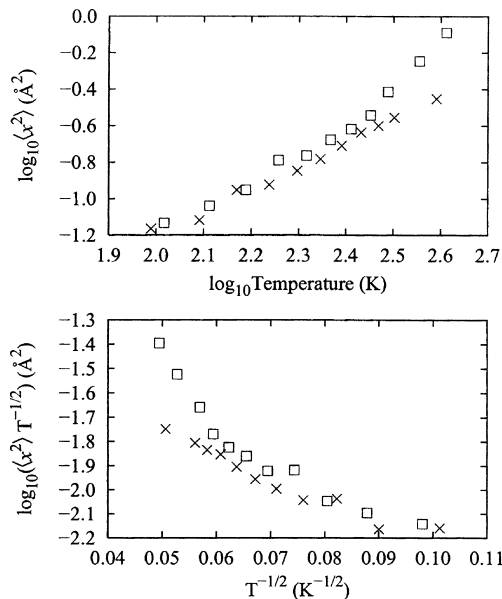 0.0
−0.2
−0.4
−0.6
−0.8
−1.0
−1.2
log₁₀⟨x²⟩ (Å²)
1.9 2.0 2.1 2.2 2.3 2.4 2.5 2.6 2.7
log₁₀Temperature (K)
−1.3
−1.4
−1.5
−1.6
−1.7
−1.8
−1.9
−2.0
−2.1
−2.2
log₁₀(⟨x²⟩ T⁻¹/²) (Å²)
0.04 0.05 0.06 0.07 0.08 0.09 0.10 0.11
T⁻¹/² (K⁻¹/²)